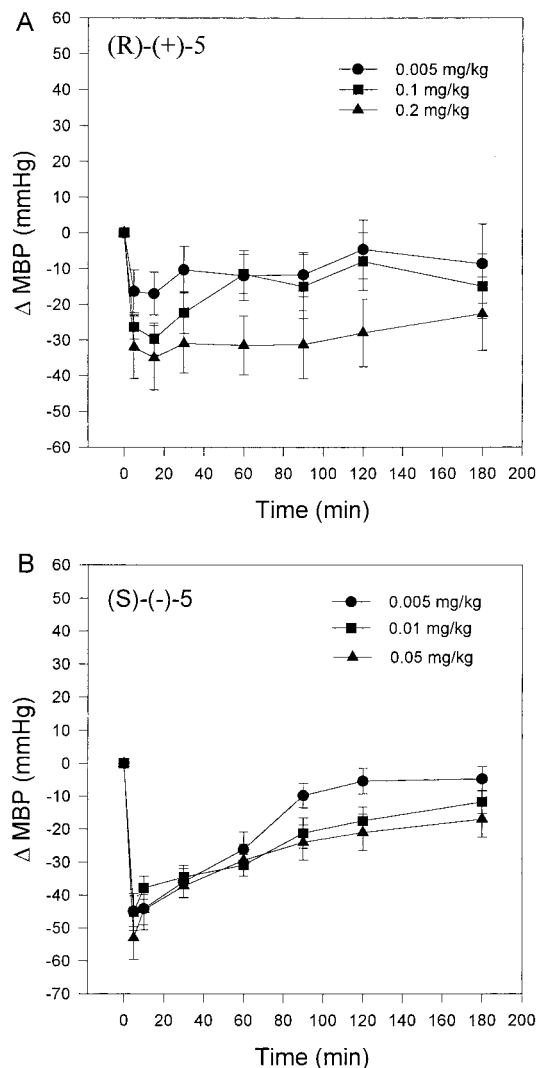 A
(R)-(+)-5
0.005 mg/kg
0.1 mg/kg
0.2 mg/kg
60
50
40
30
20
10
0
-10
-20
-30
-40
-50
-60
Δ MBP (mmHg)
0 20 40 60 80 100 120 140 160 180 200
Time (min)
B
(S)-(-)-5
0.005 mg/kg
0.01 mg/kg
0.05 mg/kg
60
50
40
30
20
10
0
-10
-20
-30
-40
-50
-60
-70
Δ MBP (mmHg)
0 20 40 60 80 100 120 140 160 180 200
Time (min)